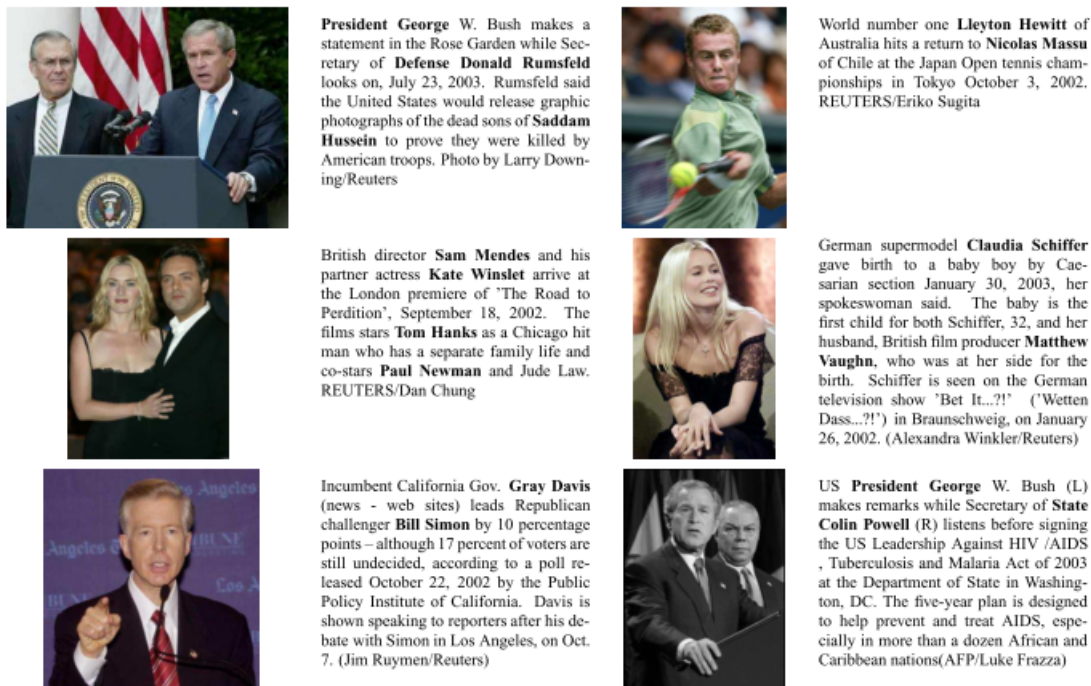 President George W. Bush makes a
statement in the Rose Garden while Sec-
retary of Defense Donald Rumsfeld
looks on, July 23, 2003. Rumsfeld said
the United States would release graphic
photographs of the dead sons of Saddam
Hussein to prove they were killed by
American troops. Photo by Larry Down-
ing/Reuters
World number one Lleyton Hewitt of
Australia hits a return to Nicolas Massu
of Chile at the Japan Open tennis cham-
pionships in Tokyo October 3, 2002.
REUTERS/Eriko Sugita
British director Sam Mendes and his
partner actress Kate Winslet arrive at
the London premiere of 'The Road to
Perdition', September 18, 2002. The
films stars Tom Hanks as a Chicago hit
man who has a separate family life and
co-stars Paul Newman and Jude Law.
REUTERS/Dan Chung
German supermodel Claudia Schiffer
gave birth to a baby boy by Cae-
sarian section January 30, 2003, her
spokeswoman said. The baby is the
first child for both Schiffer, 32, and her
husband, British film producer Matthew
Vaughn, who was at her side for the
birth. Schiffer is seen on the German
television show 'Bet It...?!' ('Wetten
Dass...?!') in Braunschweig, on January
26, 2002. (Alexandra Winkler/Reuters)
s Angeles
Angeles
IBUNE
Los A
BUNE
Incumbent California Gov. Gray Davis
(news - web sites) leads Republican
challenger Bill Simon by 10 percentage
points – although 17 percent of voters are
still undecided, according to a poll re-
leased October 22, 2002 by the Public
Policy Institute of California. Davis is
shown speaking to reporters after his de-
bate with Simon in Los Angeles, on Oct.
7. (Jim Ruymen/Reuters)
US President George W. Bush (L)
makes remarks while Secretary of State
Colin Powell (R) listens before signing
the US Leadership Against HIV /AIDS
, Tuberculosis and Malaria Act of 2003
at the Department of State in Washing-
ton, DC. The five-year plan is designed
to help prevent and treat AIDS, espe-
cially in more than a dozen African and
Caribbean nations(AFP/Luke Frazza)